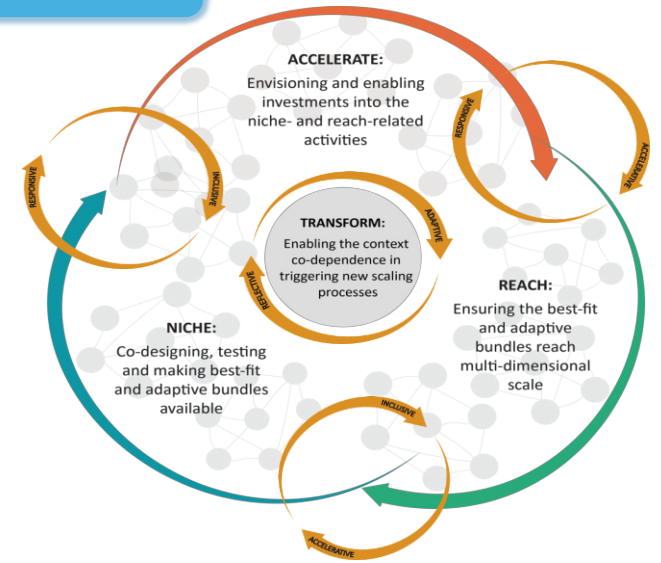 ACCELERATE:
Envisioning and enabling
investments into the
niche- and reach-related
activities
RESPONSIVE
ACCELERATIVE
RESPONSIVE
INCLUSIVE
TRANSFORM:
Enabling the context
co-dependence in
triggering new scaling
processes
ADAPTIVE
REFLECTIVE
REACH:
Ensuring the best-fit
and adaptive
bundles reach
multi-dimensional
scale
NICHE:
Co-designing, testing
and making best-fit
and adaptive bundles
available
INCLUSIVE
ACCELERATIVE